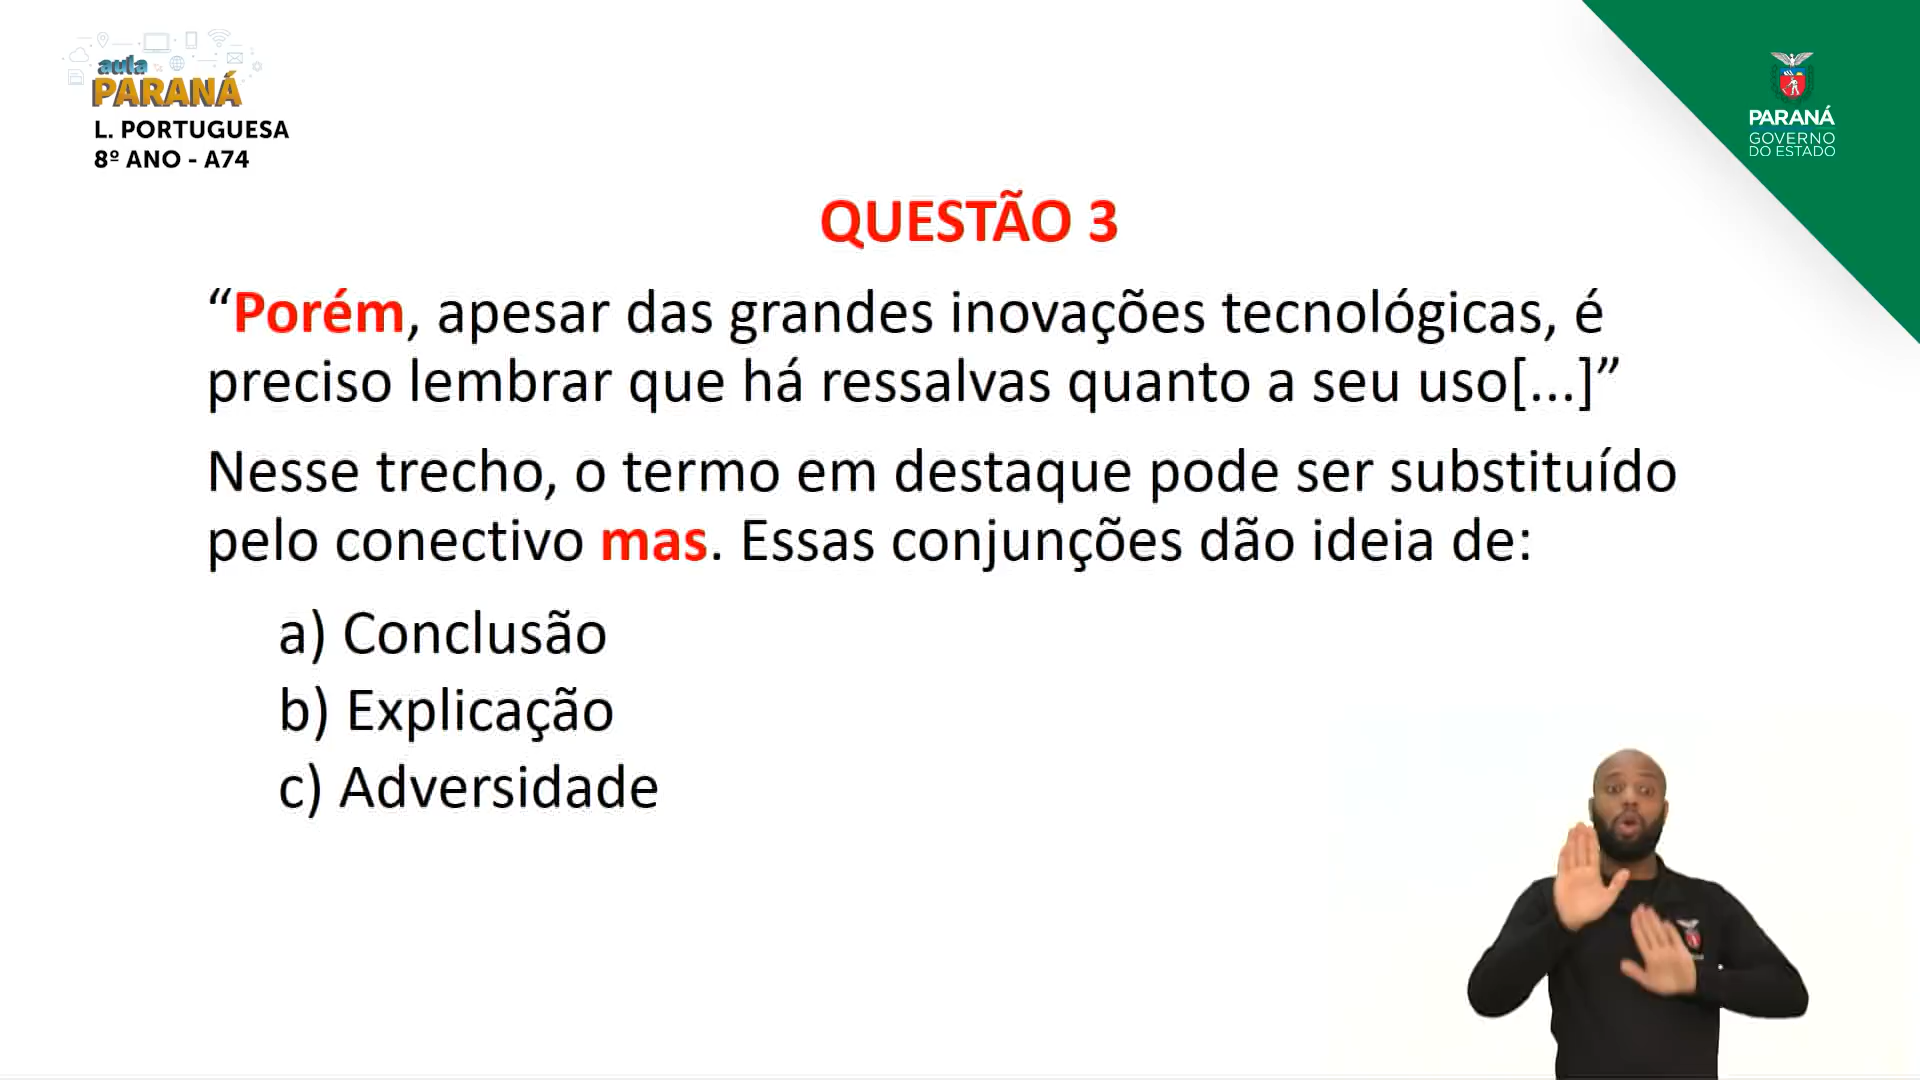 aula
PARANÁ
L. PORTUGUESA
8º ANO - A74
PARANÁ
GOVERNO
DO ESTADO
QUESTÃO 3
“Porém, apesar das grandes inovações tecnológicas, é
preciso lembrar que há ressalvas quanto a seu uso[...]”
Nesse trecho, o termo em destaque pode ser substituído
pelo conectivo mas. Essas conjunções dão ideia de:
a) Conclusão
b) Explicação
c) Adversidade